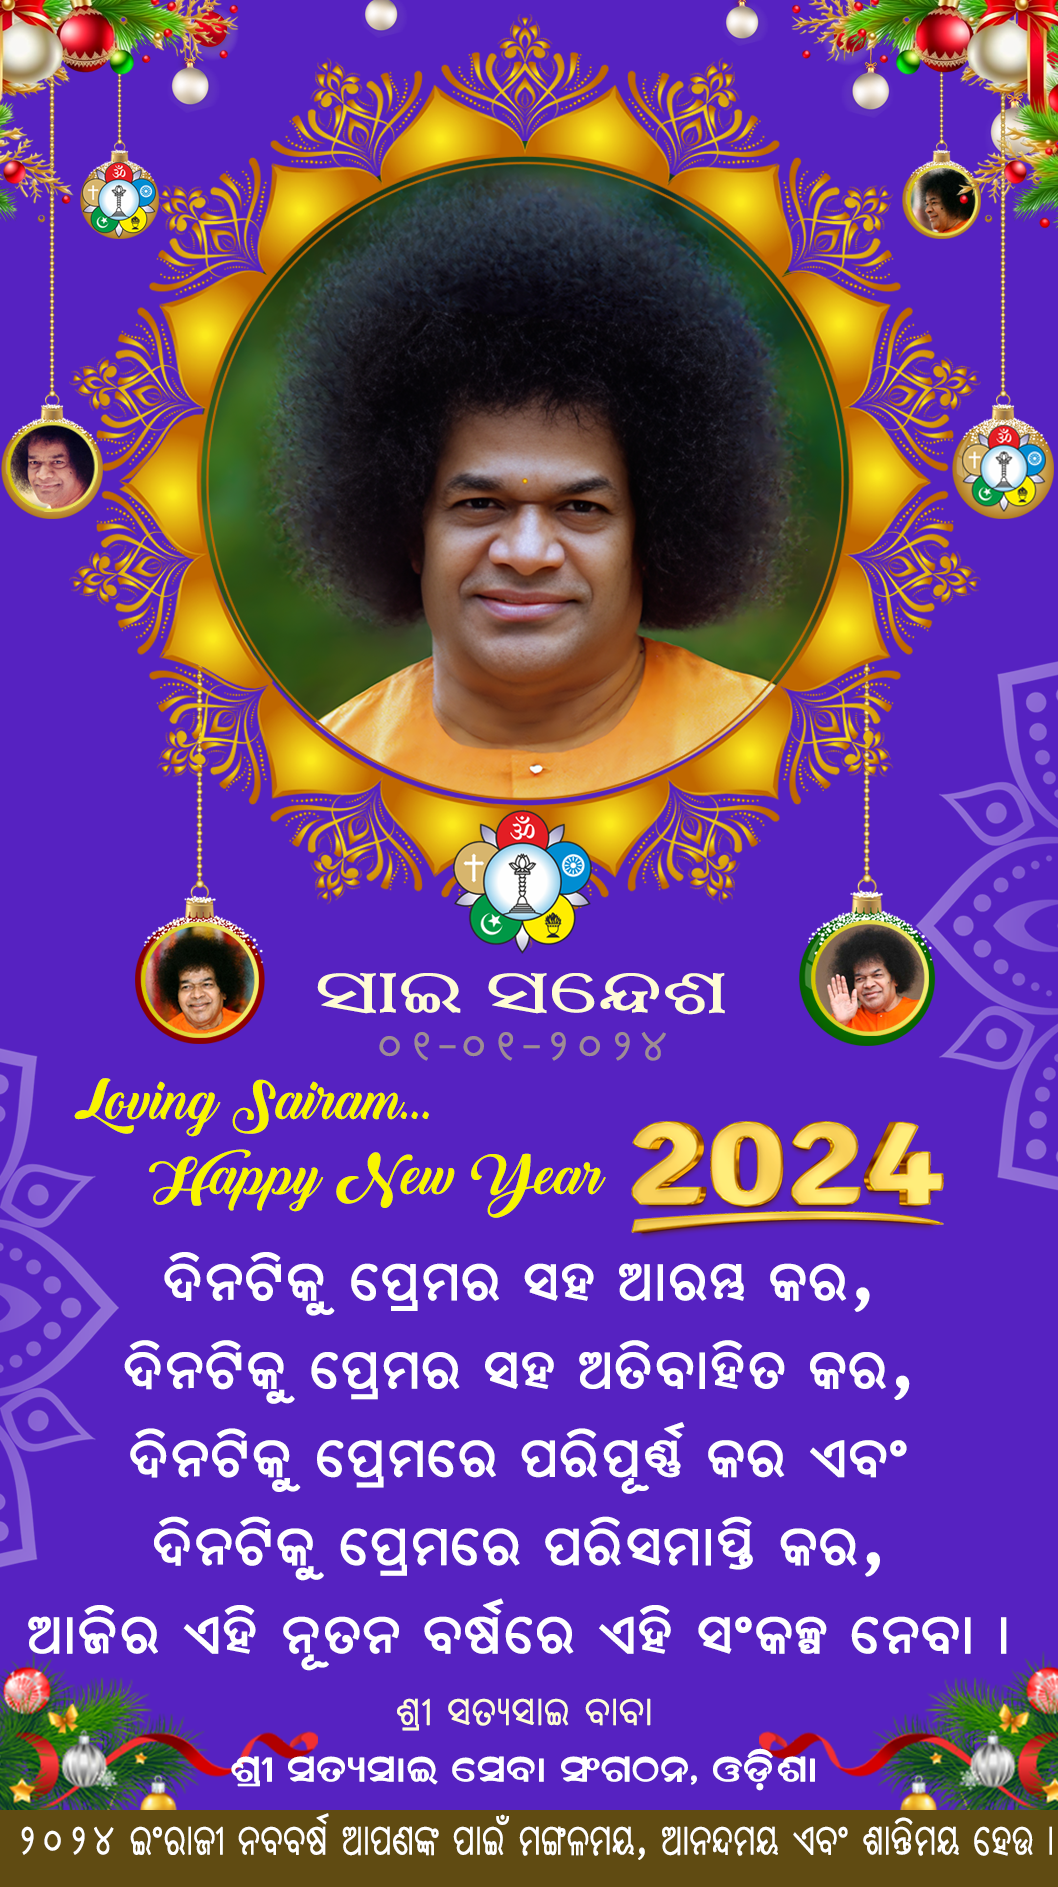 ସାଇ ସନ୍ଦେଶ
୦୧-୦୧-୨୦୨୪
Loving Sairam...
Happy New Year 2024
ଦିନଟିକୁ ପ୍ରେମର ସହ ଆରମ୍ଭ କର,
ଦିନଟିକୁ ପ୍ରେମର ସହ ଅତିବାହିତ କର,
ଦିନଟିକୁ ପ୍ରେମରେ ପରିପୂର୍ଣ୍ଣ କର ଏବଂ
ଦିନଟିକୁ ପ୍ରେମରେ ପରିସମାପ୍ତି କର,
ଆଜିର ଏହି ନୂତନ ବର୍ଷରେ ଏହି ସଂକଳ୍ପ ନେବା ।
ଶ୍ରୀ ସତ୍ୟସାଇ ବାବା
ଶ୍ରୀ ସତ୍ୟସାଇ ସେବା ସଂଗଠନ, ଓଡ଼ିଶା
୨୦୨୪ ଇଂରାଜୀ ନବବର୍ଷ ଆପଣଙ୍କ ପାଇଁ ମଙ୍ଗଳମୟ, ଆନନ୍ଦମୟ ଏବଂ ଶାନ୍ତିମୟ ହେଉ ।